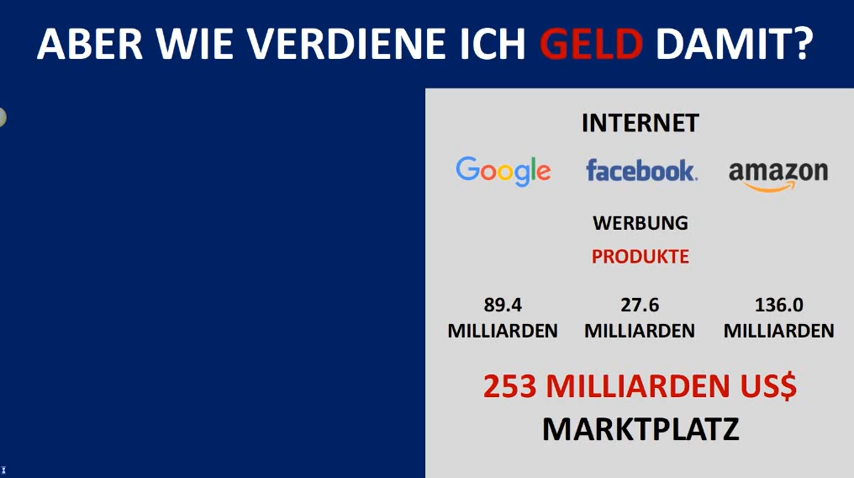 ABER WIE VERDIENE ICH GELD DAMIT?
INTERNET
Google facebook. amazon
WERBUNG
PRODUKTE
89.4 27.6 136.0
MILLIARDEN MILLIARDEN MILLIARDEN
253 MILLIARDEN US$
MARKTPLATZ